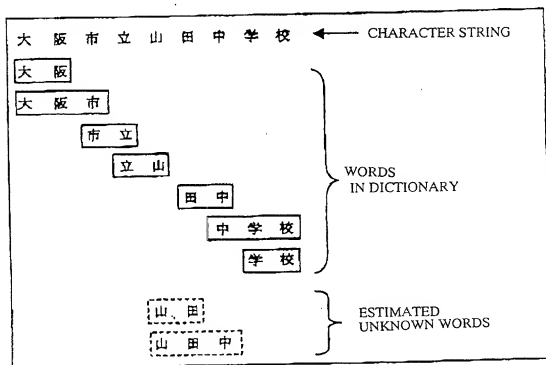 大阪市立山田中学校 CHARACTER STRING
大阪
大阪市
市立
立山
WORDS
IN DICTIONARY
田中
中学校
学校
山田
ESTIMATED
UNKNOWN WORDS
山田中